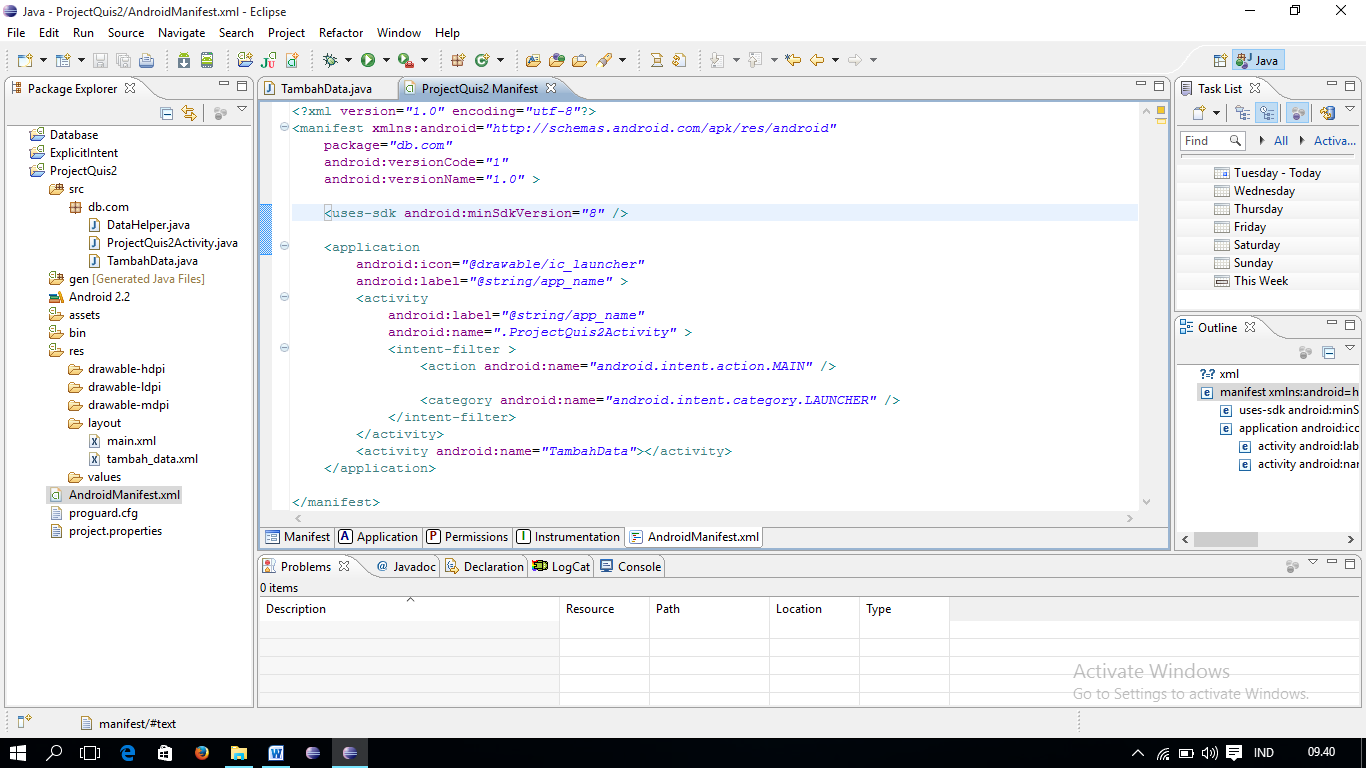 Java - ProjectQuis2/AndroidManifest.xml - Eclipse
File Edit Run Source Navigate Search Project Refactor Window Help
Java
Package Explorer
Database
ExplicitIntent
ProjectQuis2
src
db.com
DataHelper.java
ProjectQuis2Activity.java
TambahData.java
gen [Generated Java Files]
Android 2.2
assets
bin
res
drawable-hdpi
drawable-ldpi
drawable-mdpi
layout
main.xml
tambah_data.xml
values
AndroidManifest.xml
proguard.cfg
project.properties
TambahData.java
ProjectQuis2 Manifest
<?xml version="1.0" encoding="utf-8"?>
<manifest xmlns:android="http://schemas.android.com/apk/res/android"
package="db.com"
android:versionCode="1"
android:versionName="1.0" >
<uses-sdk android:minSdkVersion="8" />
<application
android:icon="@drawable/ic_launcher"
android:label="@string/app_name" >
<activity
android:label="@string/app_name"
android:name=".ProjectQuis2Activity" >
<intent-filter >
<action android:name="android.intent.action.MAIN" />
<category android:name="android.intent.category.LAUNCHER" />
</intent-filter>
</activity>
<activity android:name="TambahData"></activity>
</application>
</manifest>
Manifest
A Application
P Permissions
I Instrumentation
AndroidManifest.xml
Task List
Find
All
Activa...
Tuesday - Today
Wednesday
Thursday
Friday
Saturday
Sunday
This Week
Outline
?=? xml
e manifest xmlns:android=h
e uses-sdk android:minS
e application android:icc
e activity android:lab
e activity android:nar
Problems
@ Javadoc
Declaration
LogCat
Console
0 items
Description Resource Path Location Type
Activate Windows
Go to Settings to activate Windows.
manifest/#text
IND
09.40